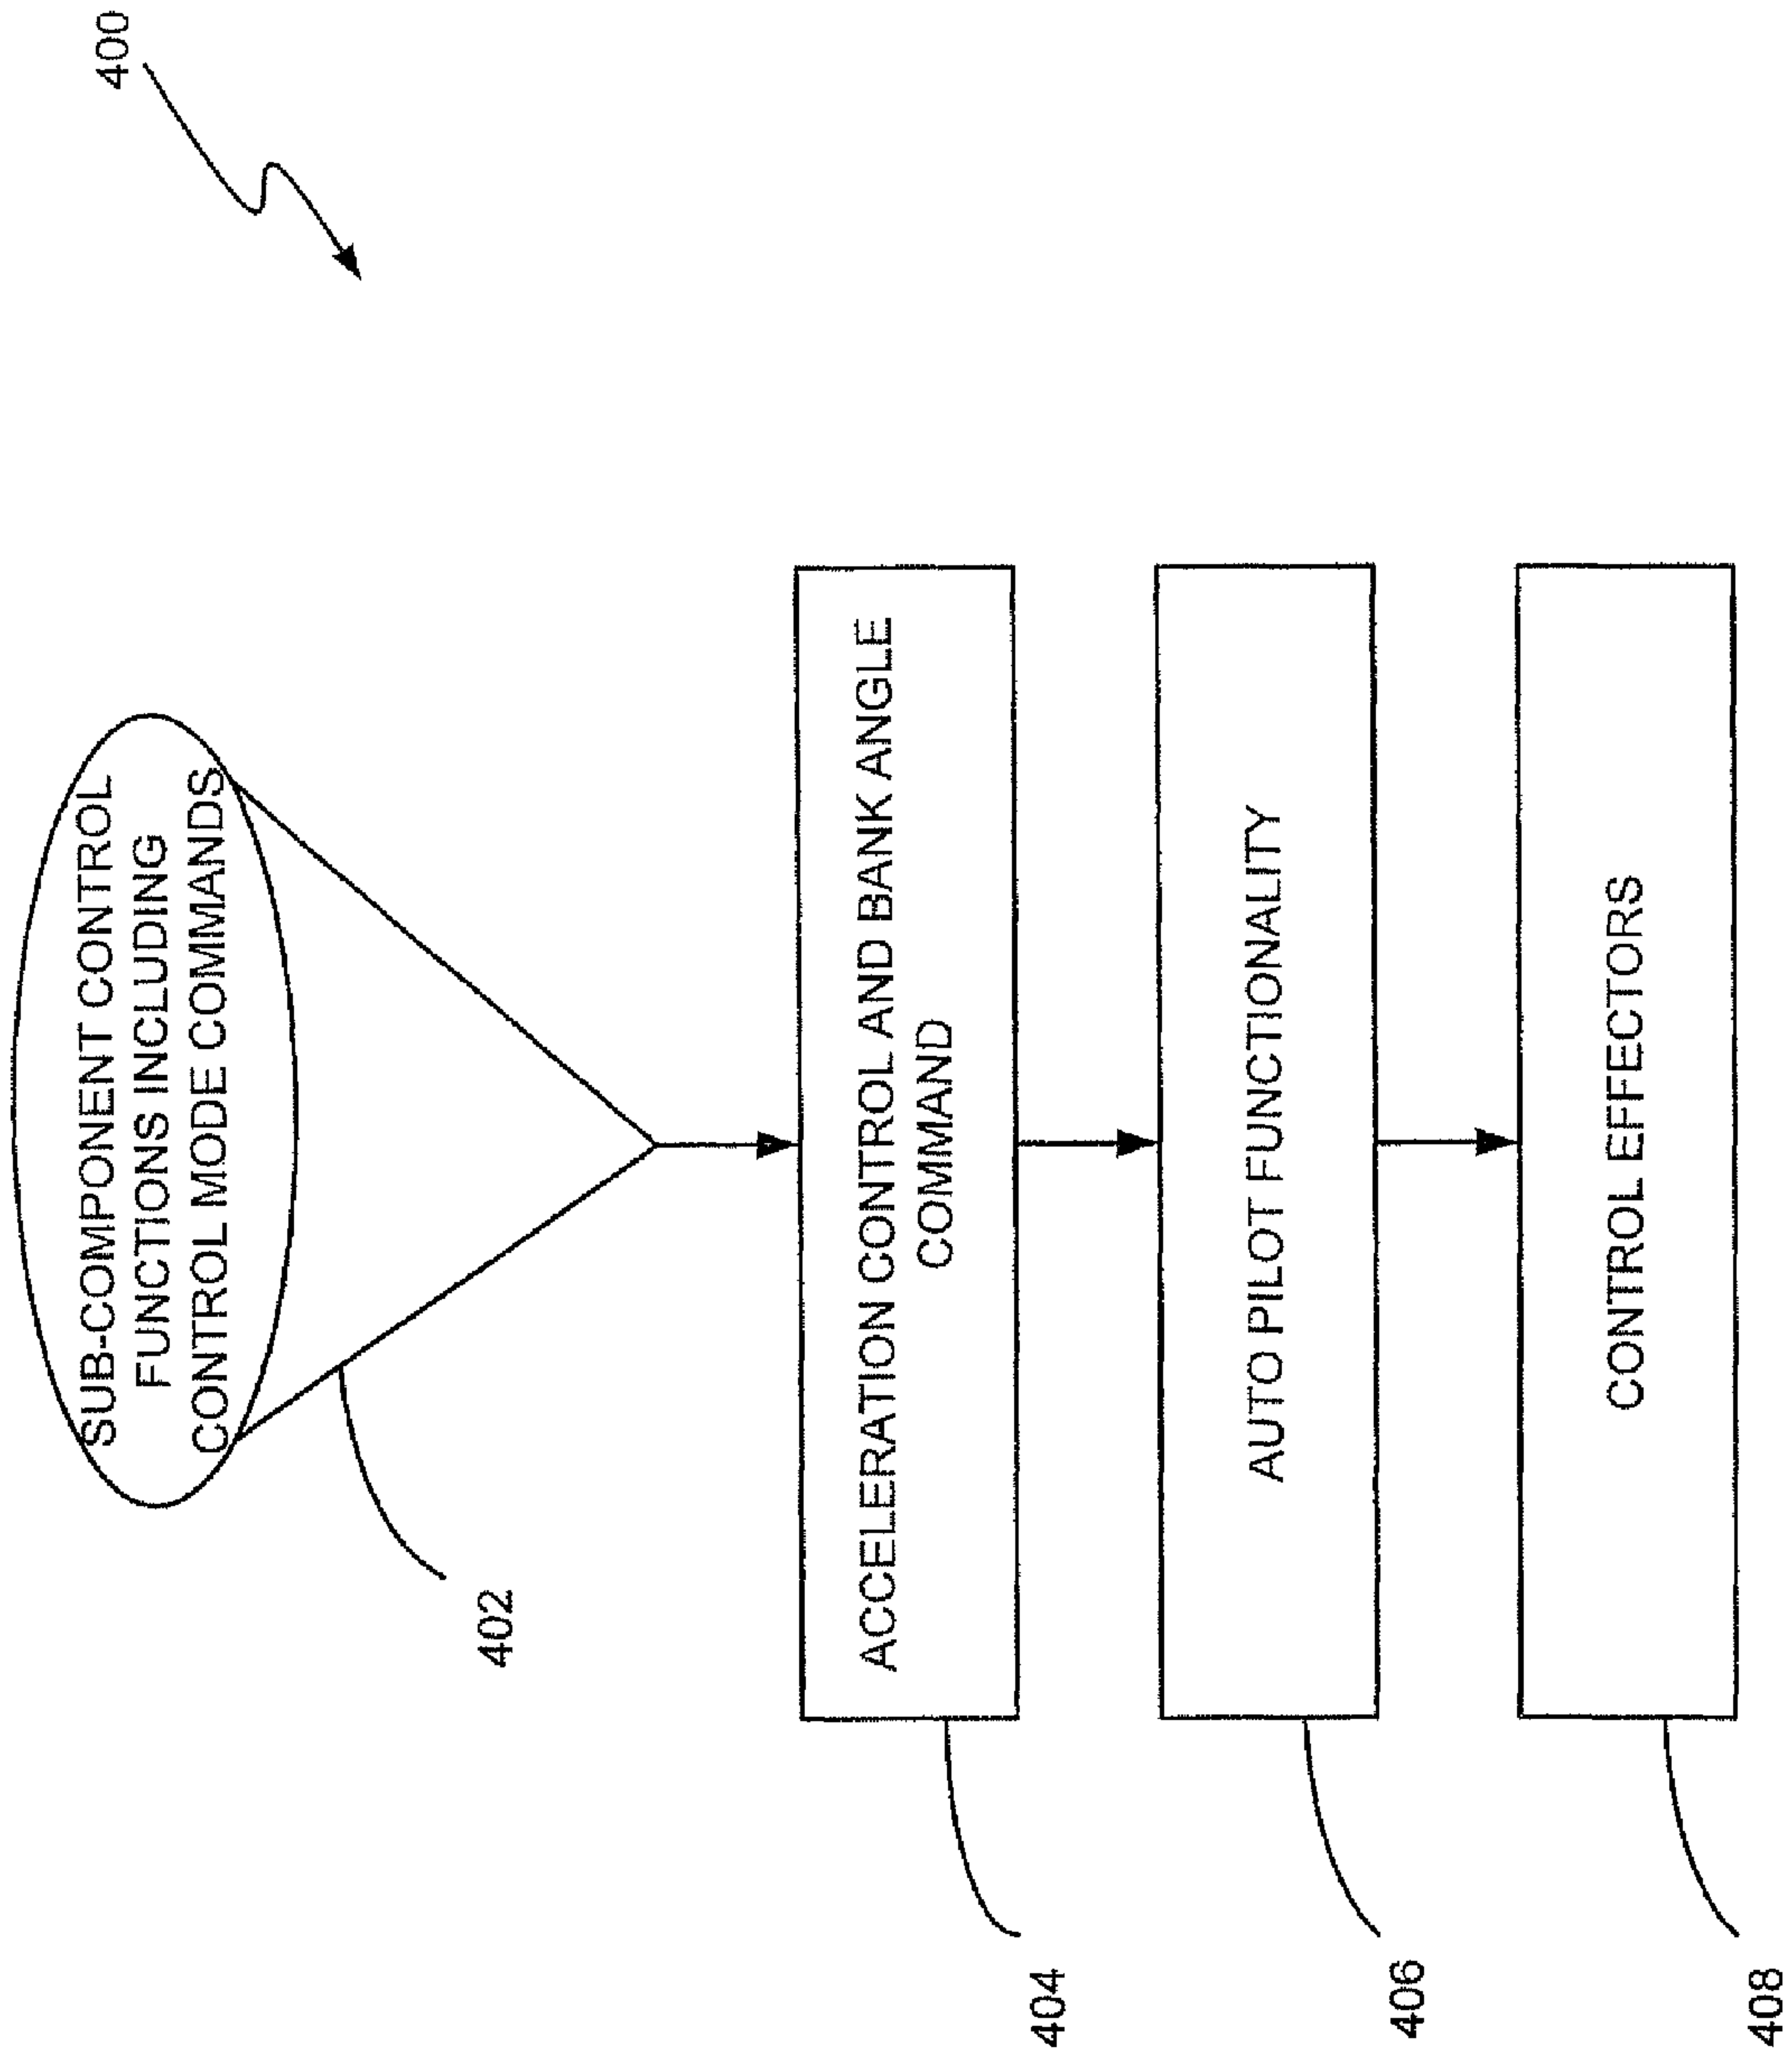 400
SUB-COMPONENT CONTROL
FUNCTIONS INCLUDING
CONTROL MODE COMMANDS
402
ACCELERATION CONTROL AND BANK ANGLE
COMMAND
404
AUTO PILOT FUNCTIONALITY
406
CONTROL EFFECTORS
408